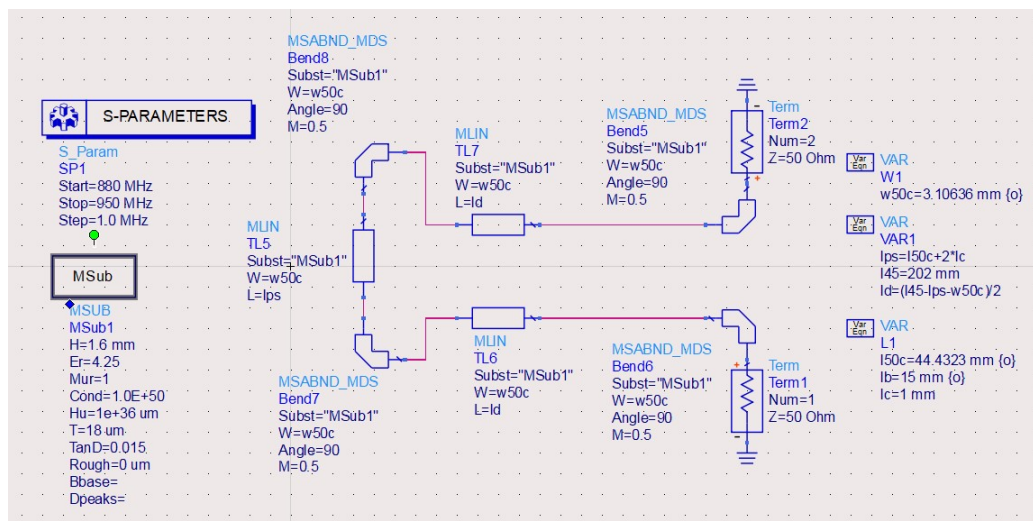 MSABND_MDS
Bend8
Subst="MSub1"
W=w50c
Angle=90
M=0.5
S-PARAMETERS
S_Param
SP1
Start=880 MHz
Stop=950 MHz
Step=1.0 MHz
MSub
MSUB
MSub1
H=1.6 mm
Er=4.25
Mur=1
Cond=1.0E+50
Hu=1e+36 um
T=18 um
TanD=0.015
Rough=0 um
Bbase=
Dpeaks=
MLIN
TL5
Subst="MSub1"
W=w50c
L=lps
MSABND_MDS
Bend7
Subst="MSub1"
W=w50c
Angle=90
M=0.5
MLIN
TL7
Subst="MSub1"
W=w50c
L=ld
MLIN
TL6
Subst="MSub1"
W=w50c
L=ld
MSABND_MDS
Bend5
Subst="MSub1"
W=w50c
Angle=90
M=0.5
MSABND_MDS
Bend6
Subst="MSub1"
W=w50c
Angle=90
M=0.5
-
Term
Term2
Num=2
Z=50 Ohm
+
+
Term
Term1
Num=1
Z=50 Ohm
-
Var
Eqn
VAR
W1
w50c=3.10636 mm {o}
Var
Eqn
VAR
VAR1
lps=l50c+2*lc
l45=202 mm
ld=(l45-lps-w50c)/2
Var
Eqn
VAR
L1
l50c=44.4323 mm {o}
lb=15 mm {o}
lc=1 mm